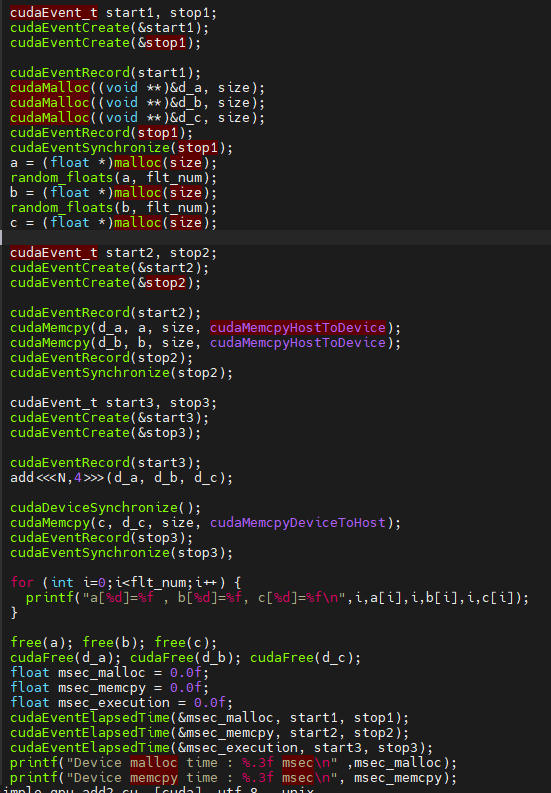 cudaEvent_t start1, stop1;
cudaEventCreate(&start1);
cudaEventCreate(&stop1);

cudaEventRecord(start1);
cudaMalloc((void **)&d_a, size);
cudaMalloc((void **)&d_b, size);
cudaMalloc((void **)&d_c, size);
cudaEventRecord(stop1);
cudaEventSynchronize(stop1);
a = (float *)malloc(size);
random_floats(a, flt_num);
b = (float *)malloc(size);
random_floats(b, flt_num);
c = (float *)malloc(size);

cudaEvent_t start2, stop2;
cudaEventCreate(&start2);
cudaEventCreate(&stop2);

cudaEventRecord(start2);
cudaMemcpy(d_a, a, size, cudaMemcpyHostToDevice);
cudaMemcpy(d_b, b, size, cudaMemcpyHostToDevice);
cudaEventRecord(stop2);
cudaEventSynchronize(stop2);

cudaEvent_t start3, stop3;
cudaEventCreate(&start3);
cudaEventCreate(&stop3);

cudaEventRecord(start3);
add<<<N,4>>>(d_a, d_b, d_c);

cudaDeviceSynchronize();
cudaMemcpy(c, d_c, size, cudaMemcpyDeviceToHost);
cudaEventRecord(stop3);
cudaEventSynchronize(stop3);

for (int i=0;i<flt_num;i++) {
  printf("a[%d]=%f , b[%d]=%f, c[%d]=%f\n",i,a[i],i,b[i],i,c[i]);
}

free(a); free(b); free(c);
cudaFree(d_a); cudaFree(d_b); cudaFree(d_c);
float msec_malloc = 0.0f;
float msec_memcpy = 0.0f;
float msec_execution = 0.0f;
cudaEventElapsedTime(&msec_malloc, start1, stop1);
cudaEventElapsedTime(&msec_memcpy, start2, stop2);
cudaEventElapsedTime(&msec_execution, start3, stop3);
printf("Device malloc time : %.3f msec\n" ,msec_malloc);
printf("Device memcpy time : %.3f msec\n", msec_memcpy);